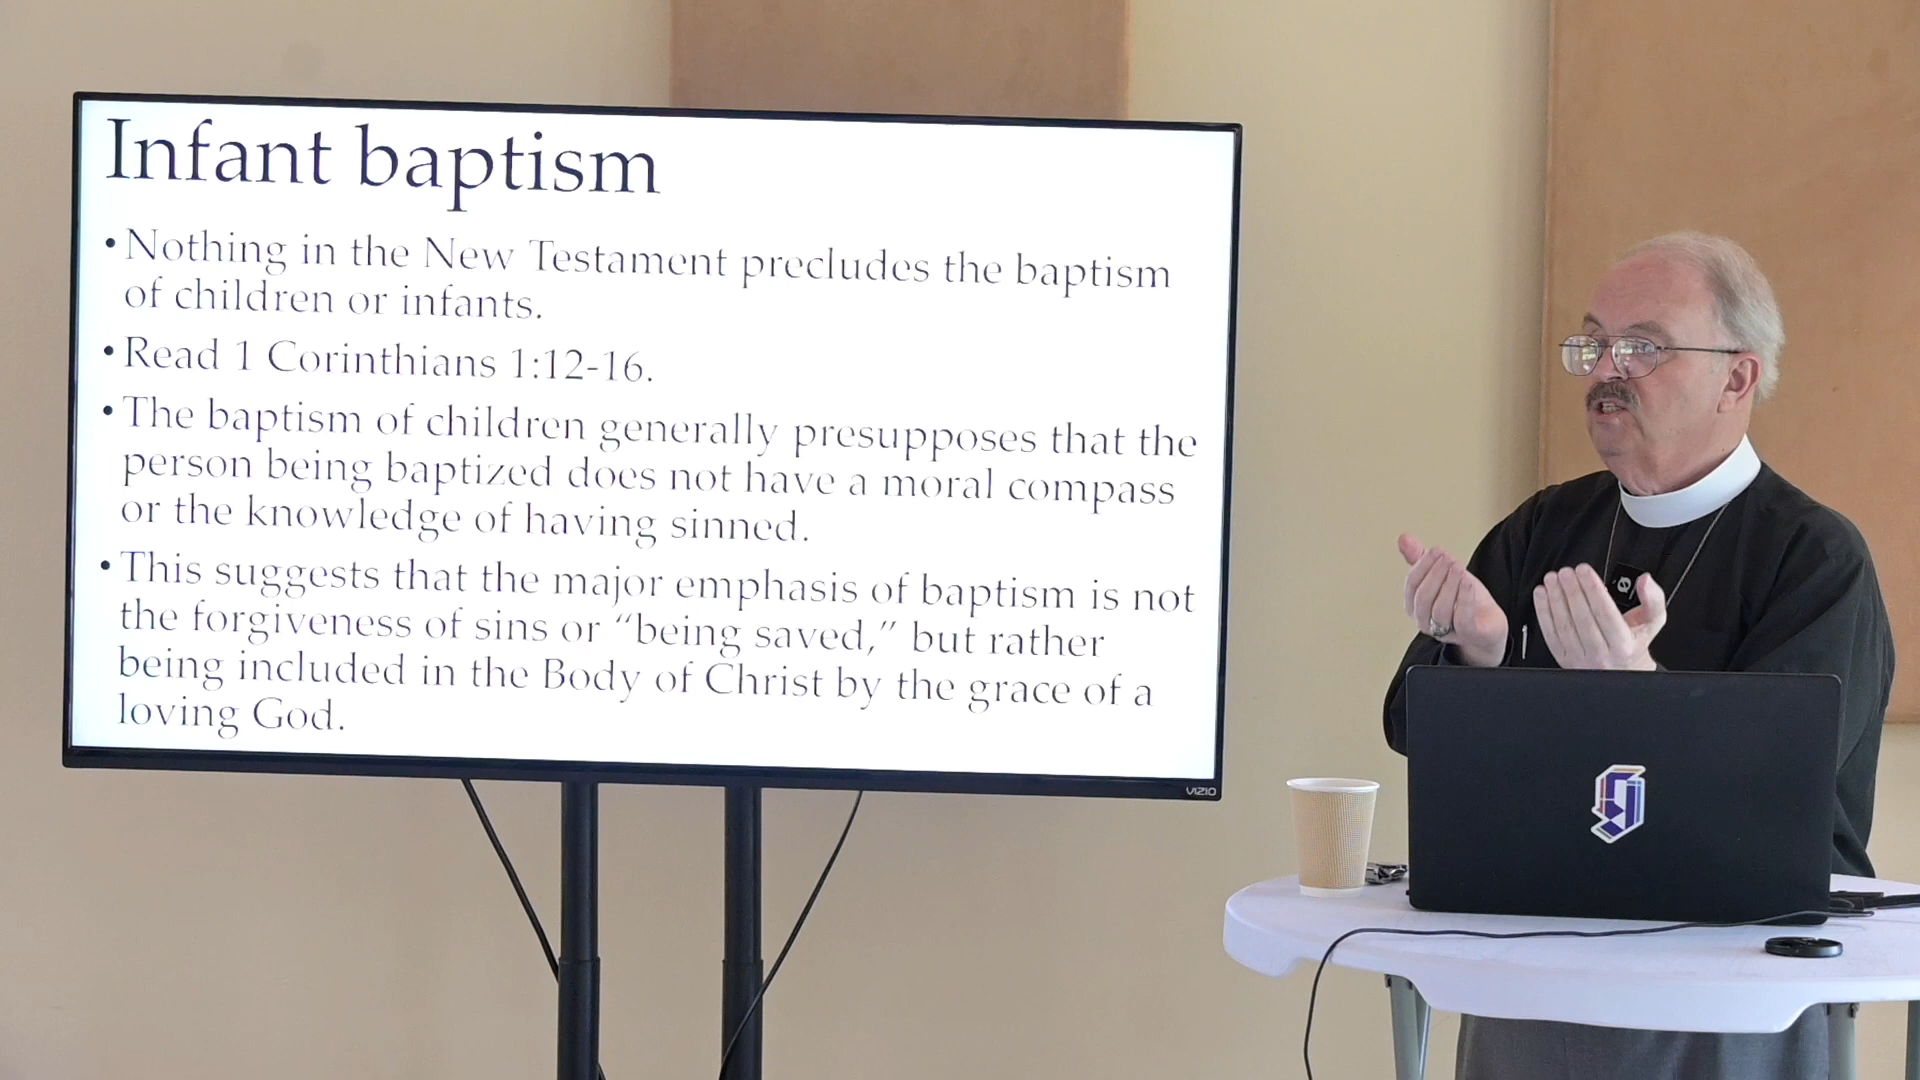 Infant baptism
• Nothing in the New Testament precludes the baptism
of children or infants.
• Read 1 Corinthians 1:12-16.
• The baptism of children generally presupposes that the
person being baptized does not have a moral compass
or the knowledge of having sinned.
• This suggests that the major emphasis of baptism is not
the forgiveness of sins or “being saved,” but rather
being included in the Body of Christ by the grace of a
loving God.
VIZIO